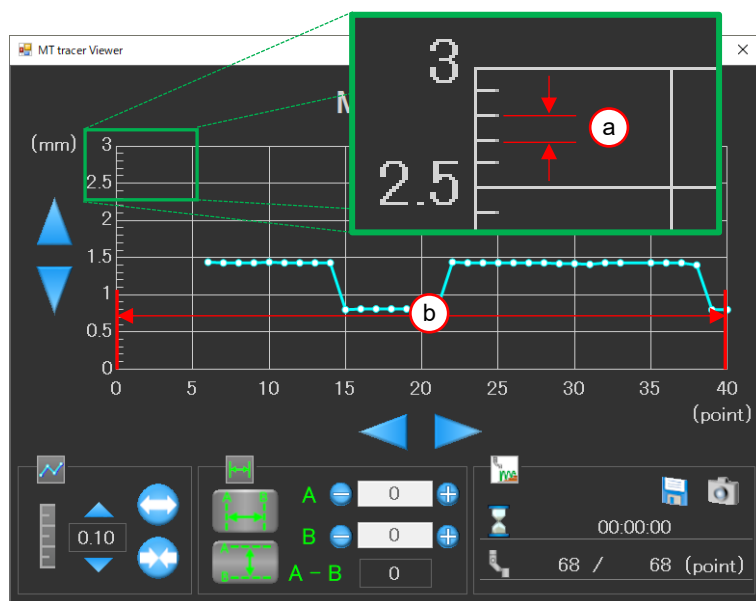 MT tracer Viewer
M
(mm)
3
2.5
2
1.5
1
0.5
0
0 5 10 15 20 25 30 35 40
(point)
3
2.5
a
b
0.10
A B
A 0
B 0
A
B
A - B 0
00:00:00
68 / 68 (point)